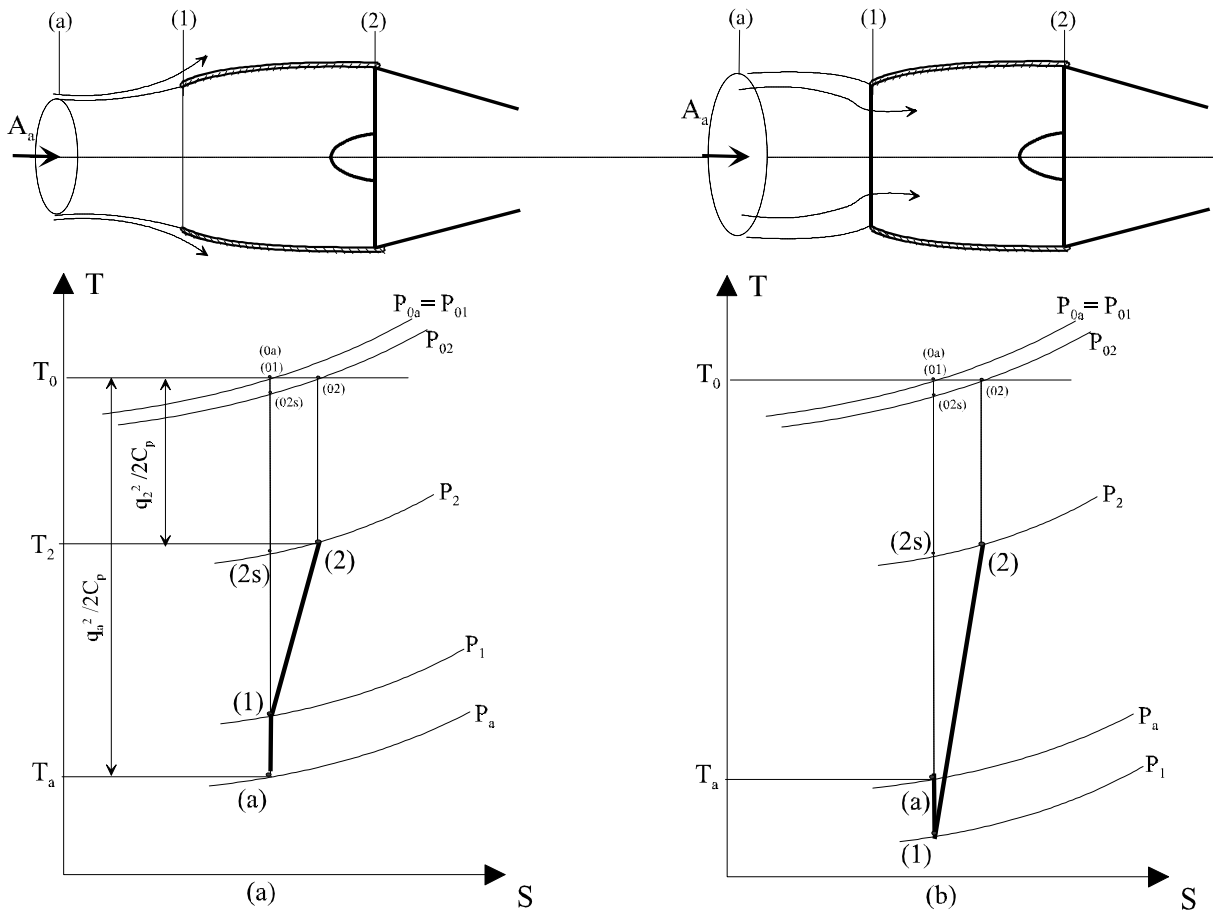 (a)
(1)
(2)
A_a
(a)
(1)
(2)
A_a
T
P_0a = P_01
P_02
(0a)
(01)
T_0
(02)
(02s)
q_2^2 /2C_p
P_2
T_2
(2s)
(2)
q_a^2 /2C_p
P_1
(1)
P_a
T_a
(a)
(a)
S
T
P_0a = P_01
P_02
(0a)
(01)
T_0
(02)
(02s)
P_2
(2s)
(2)
P_a
T_a
(a)
P_1
(1)
(b)
S